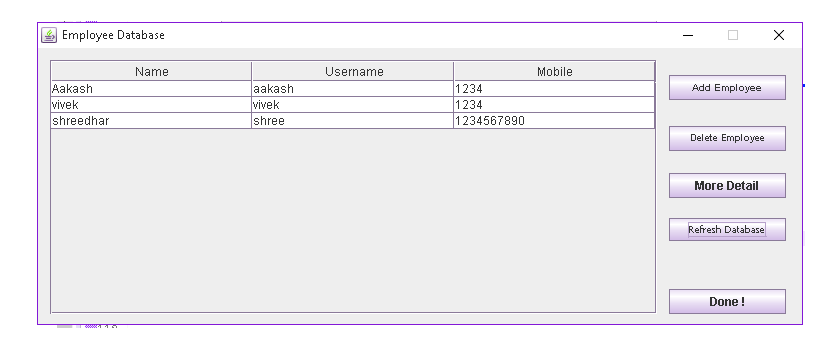 Employee Database
Name Username Mobile
Aakash aakash 1234
vivek vivek 1234
shreedhar shree 1234567890
Add Employee
Delete Employee
More Detail
Refresh Database
Done !